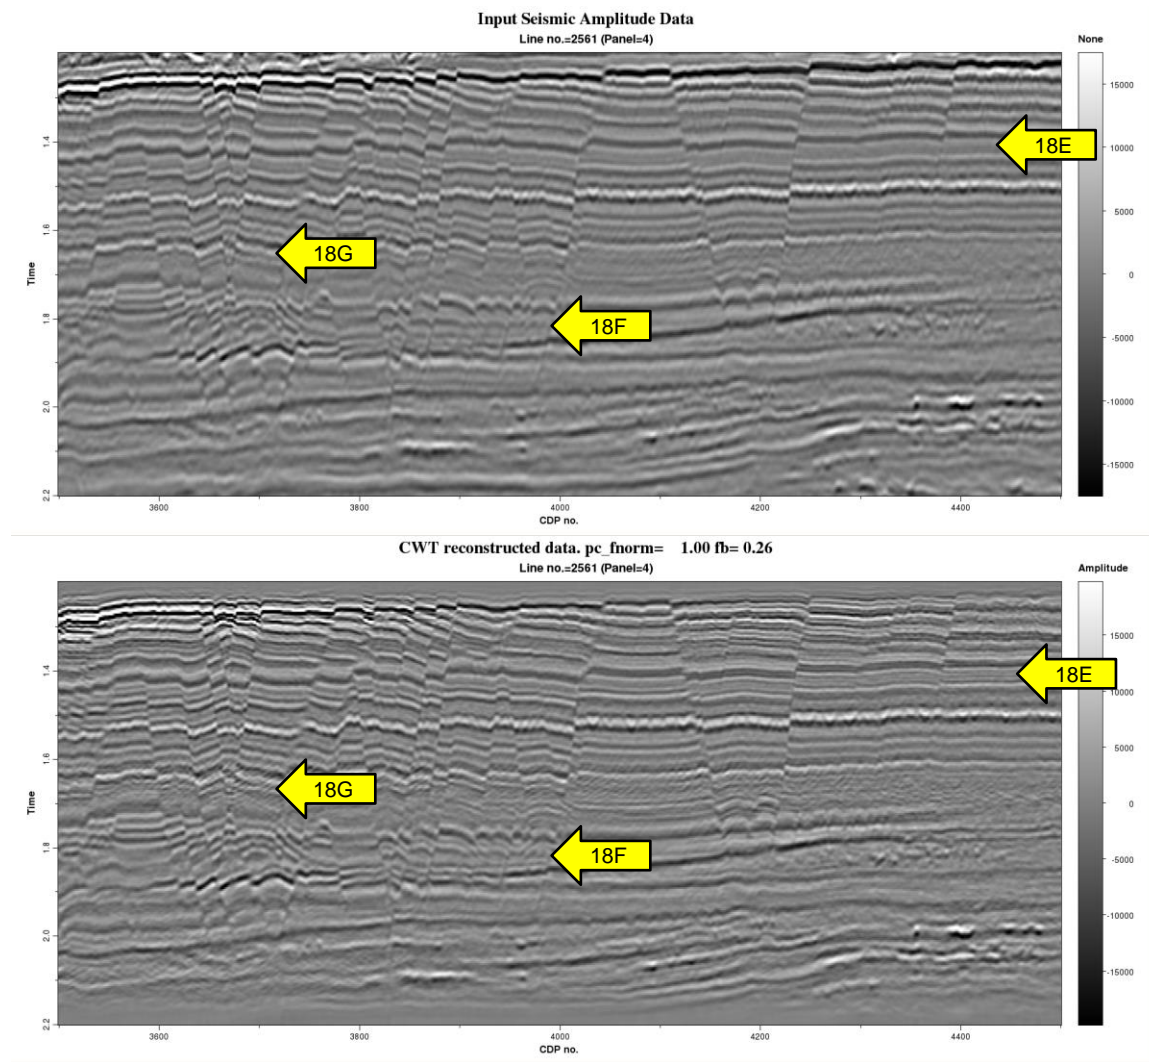 Input Seismic Amplitude Data
Line no.=2561 (Panel=4)
None
15000
10000
5000
0
-5000
-10000
-15000
Time
1.4
1.6
1.8
2.0
2.2
18E
18G
18F
3600
3800
4000
4200
4400
CDP no.
CWT reconstructed data. pc_fnorm= 1.00 fb= 0.26
Line no.=2561 (Panel=4)
Amplitude
15000
10000
5000
0
-5000
-10000
-15000
Time
1.4
1.6
1.8
2.0
2.2
18E
18G
18F
3600
3800
4000
4200
4400
CDP no.